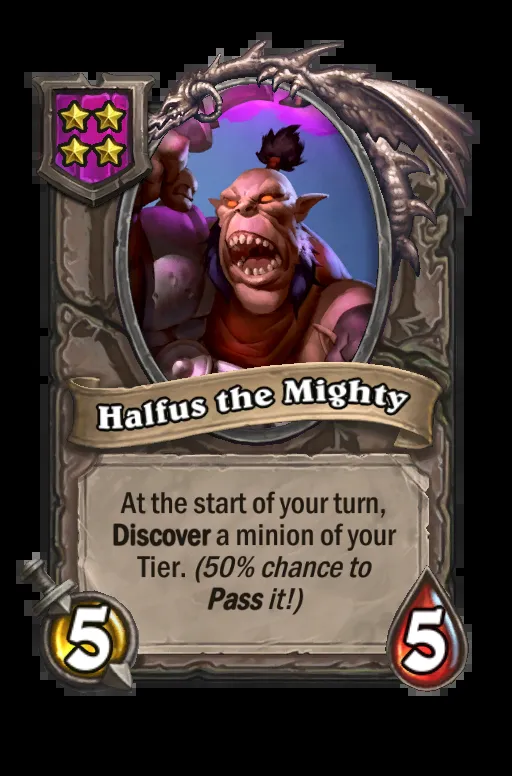 Halfus the Mighty
At the start of your turn,
Discover a minion of your
Tier. (50% chance to
Pass it!)
5
5